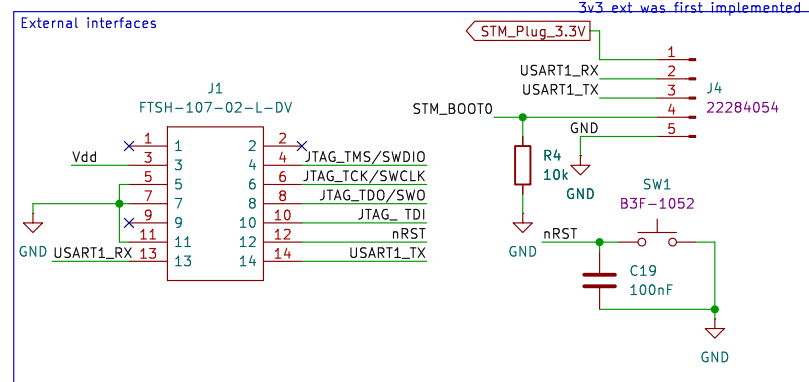 3v3 ext was first implemented
External interfaces
STM_Plug_3.3V
1
USART1_RX 2
USART1_TX 3
STM_BOOT0 4
GND 5
J4
22284054
GND
R4
10k
GND
J1
FTSH-107-02-L-DV
1 1 2 2
Vdd 3 3 4 4 JTAG_TMS/SWDIO
5 5 6 6 JTAG_TCK/SWCLK
7 7 8 8 JTAG_TDO/SWO
9 9 10 10 JTAG_ TDI
11 11 12 12 nRST
USART1_RX 13 13 14 14 USART1_TX
GND
SW1
B3F-1052
nRST
C19
100nF
GND